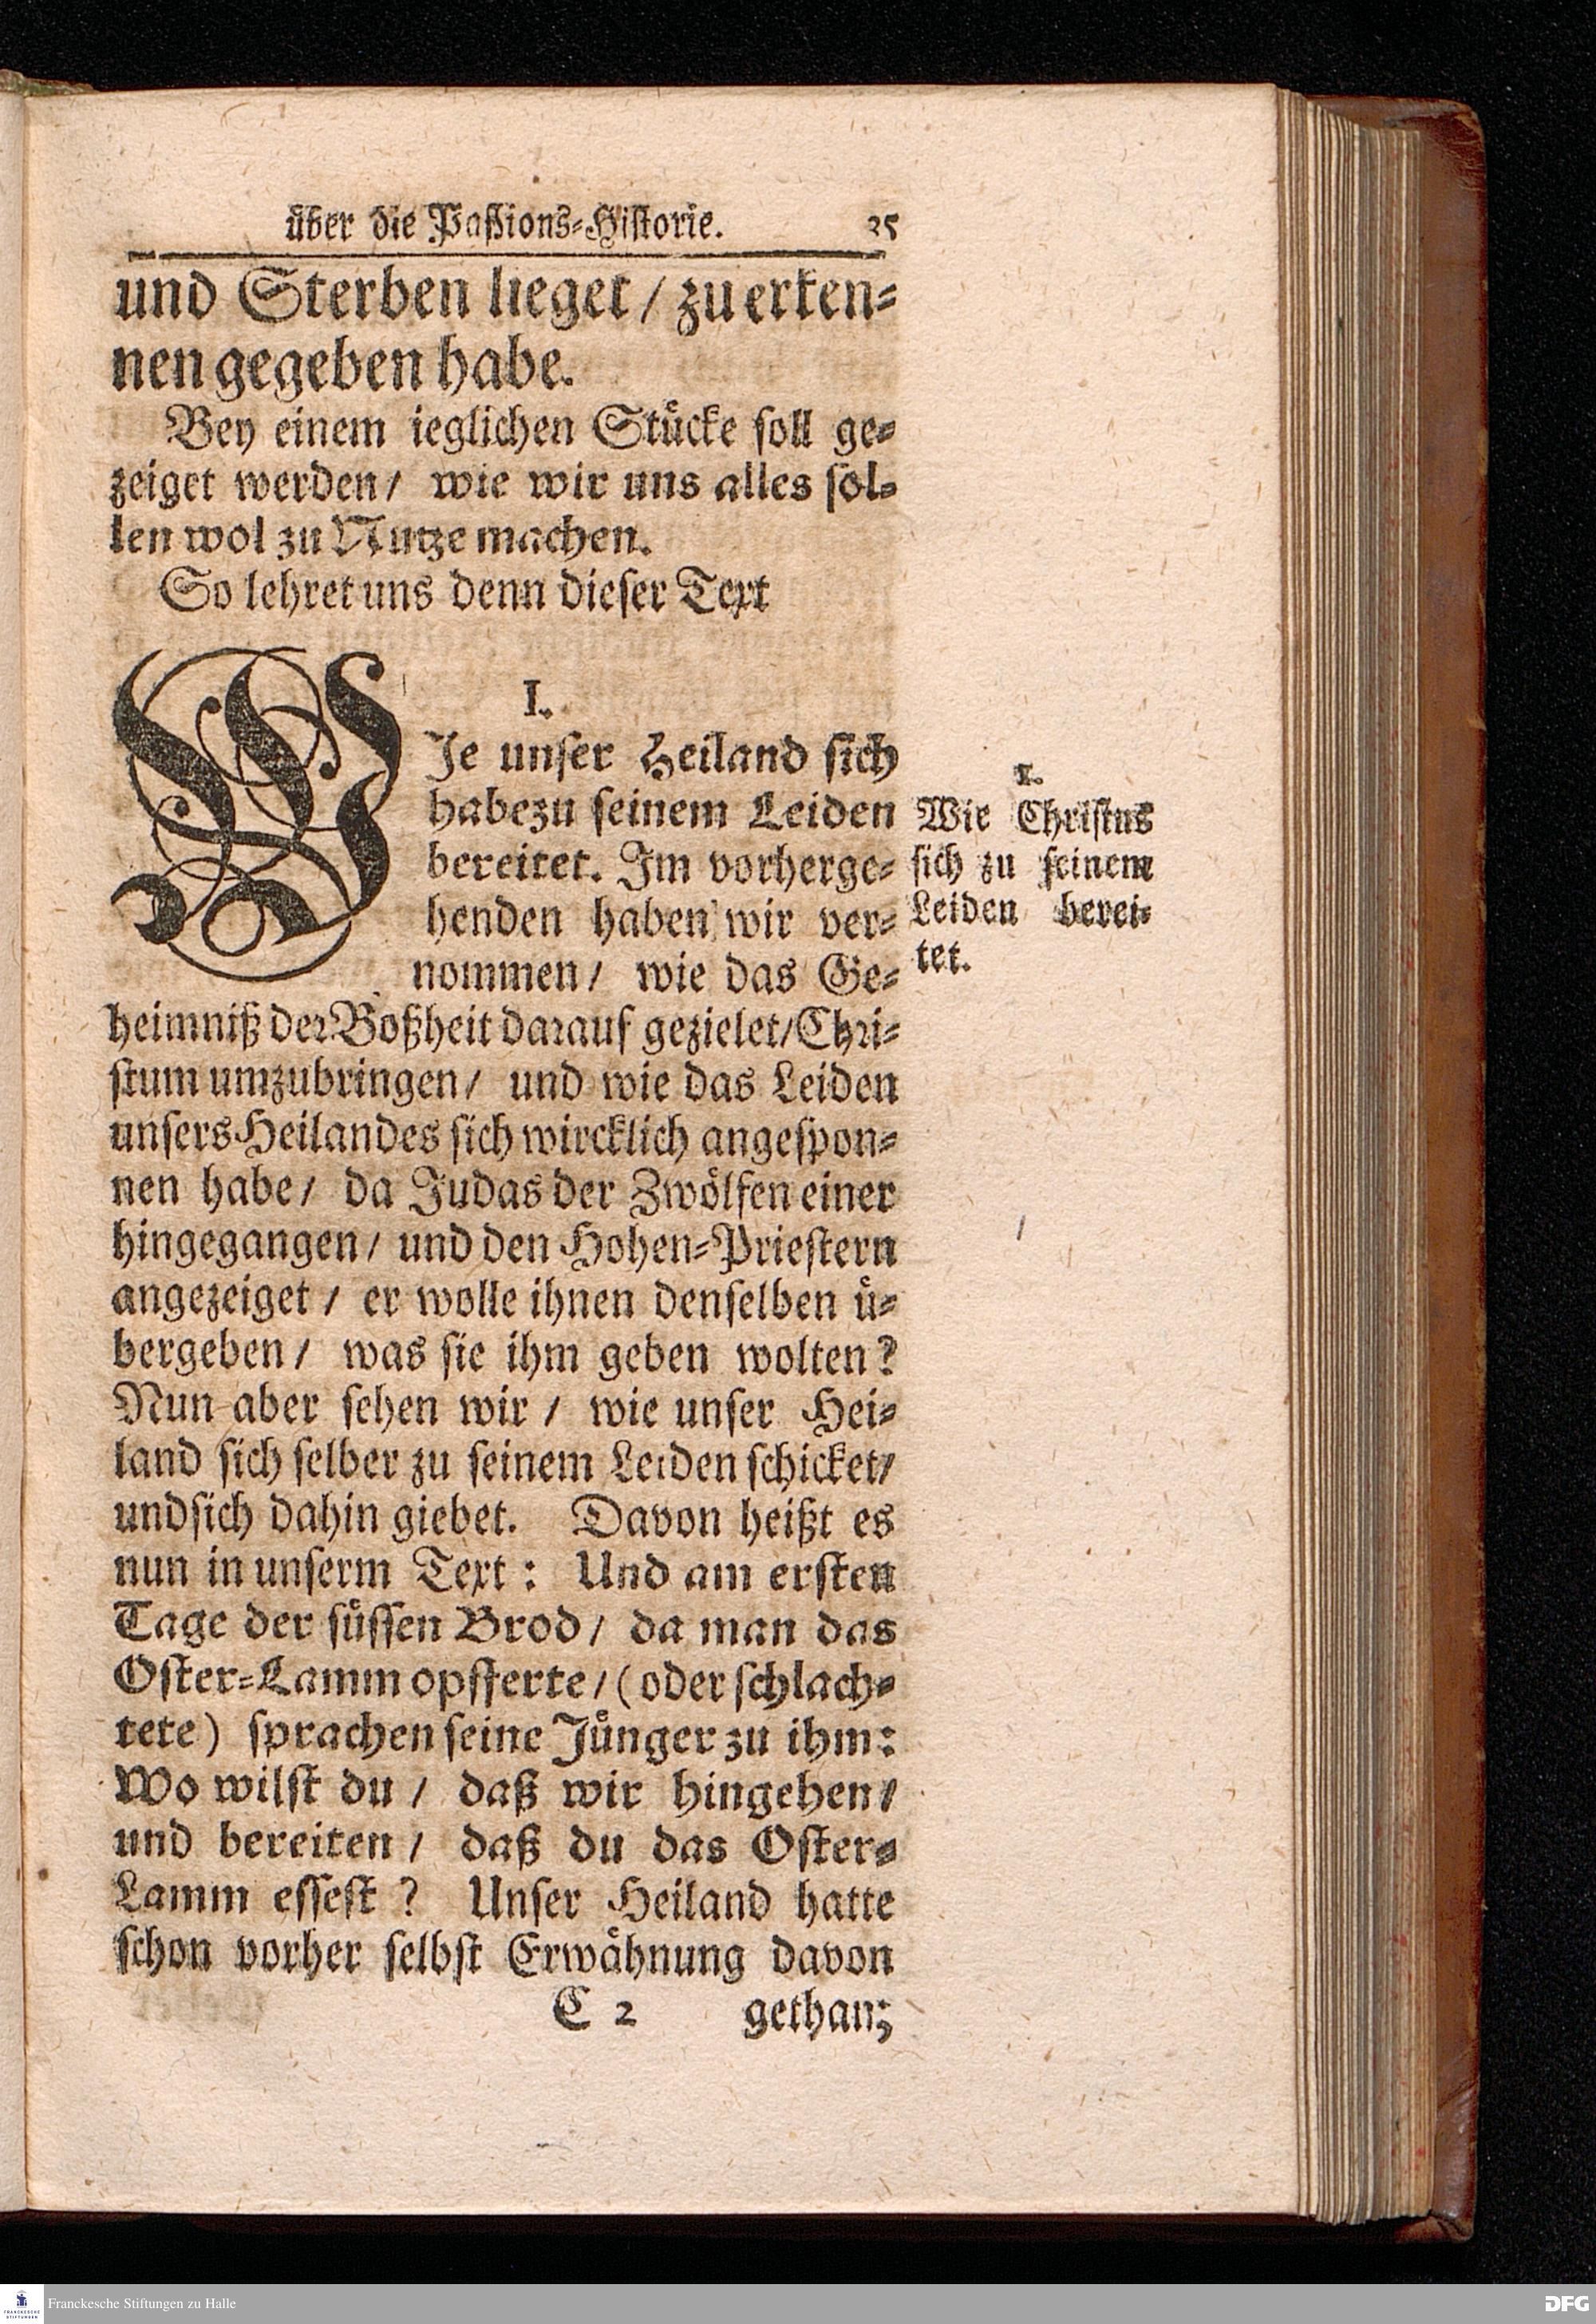 über die Paßions-Historie. 35
und Sterben lieget / zu erken-
nen gegeben habe.
Bey einem ieglichen Stücke soll ge-
zeiget werden / wie wir uns alles sol-
len wol zu Nutze machen.
So lehret uns denn dieser Text
I.
WJe unser Heiland sich
habe zu seinem Leiden
bereitet. Im vorherge-
henden haben wir ver-
nommen / wie das Ge-
heimniß der Boßheit darauf gezielet / Chri-
stum umzubringen / und wie das Leiden
unsers Heilandes sich wircklich angespon-
nen habe / da Judas der Zwölfen einer
hingegangen / und den Hohen-Priestern
angezeiget / er wolle ihnen denselben ü-
bergeben / was sie ihm geben wolten?
Nun aber sehen wir / wie unser Hei-
land sich selber zu seinem Leiden schicket /
und sich dahin giebet. Davon heißt es
nun in unserm Text: Und am ersten
Tage der süssen Brod / da man das
Oster-Lamm opfferte / (oder schlach-
tete) sprachen seine Jünger zu ihm:
Wo wilst du / daß wir hingehen /
und bereiten / daß du das Oster-
Lamm essest? Unser Heiland hatte
schon vorher selbst Erwähnung davon
C 2 gethan;
1.
Wie Christus
sich zu seinem
Leiden berei-
tet.
FRANCKESCHE
STIFTUNGEN
Franckesche Stiftungen zu Halle
DFG